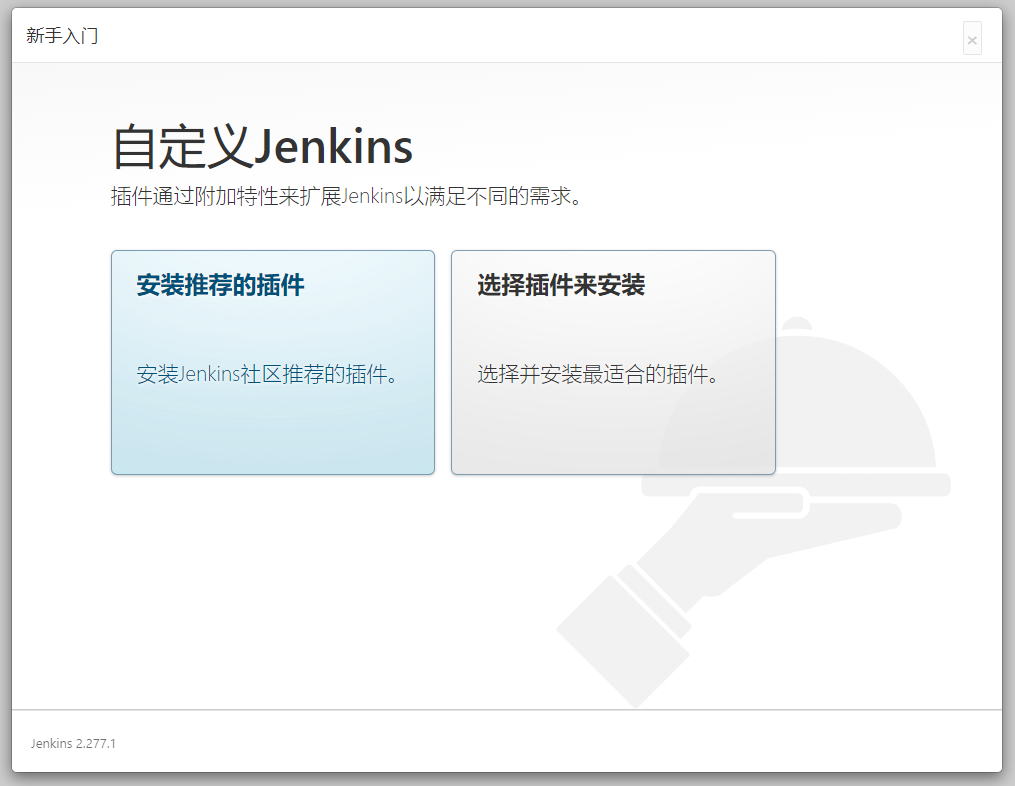 新手入门
×
自定义Jenkins
插件通过附加特性来扩展Jenkins以满足不同的需求。
安装推荐的插件
安装Jenkins社区推荐的插件。
选择插件来安装
选择并安装最适合的插件。
Jenkins 2.277.1